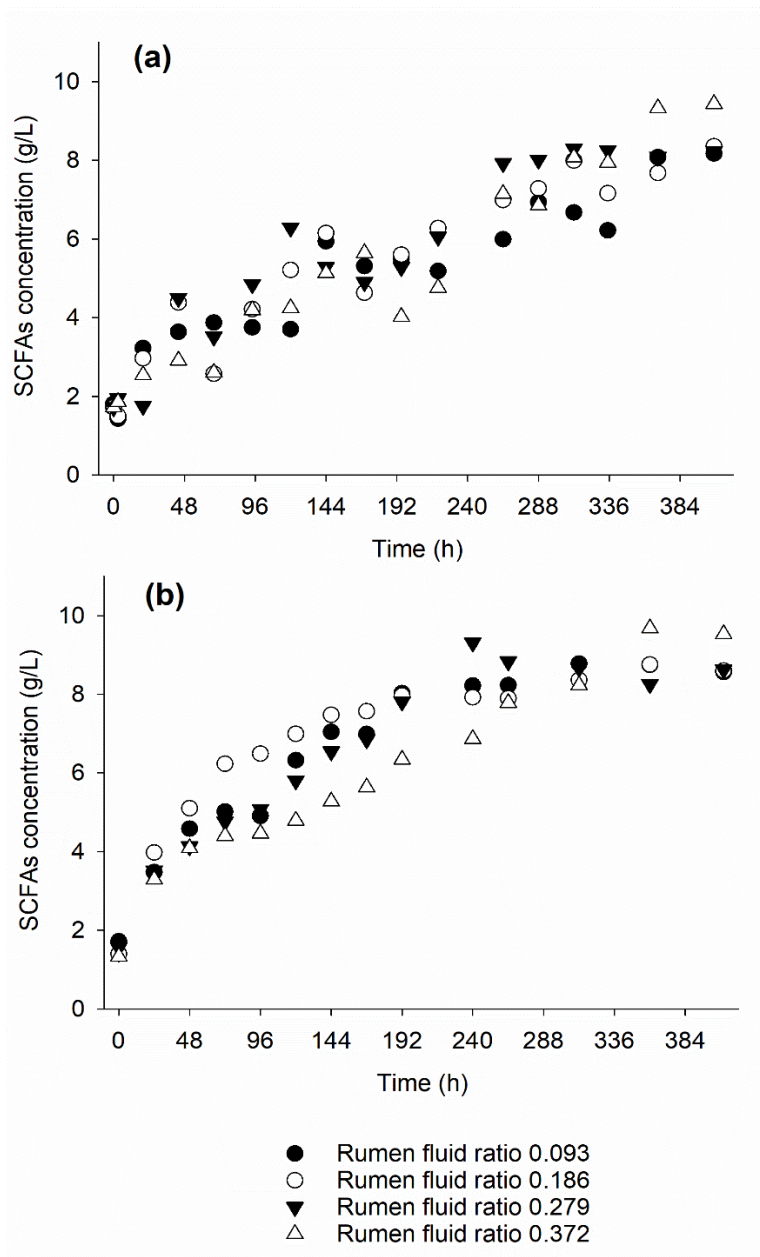 (a)
SCFAs concentration (g/L)
10
8
6
4
2
0
0 48 96 144 192 240 288 336 384
Time (h)
(b)
SCFAs concentration (g/L)
10
8
6
4
2
0
0 48 96 144 192 240 288 336 384
Time (h)
Rumen fluid ratio 0.093
Rumen fluid ratio 0.186
Rumen fluid ratio 0.279
Rumen fluid ratio 0.372